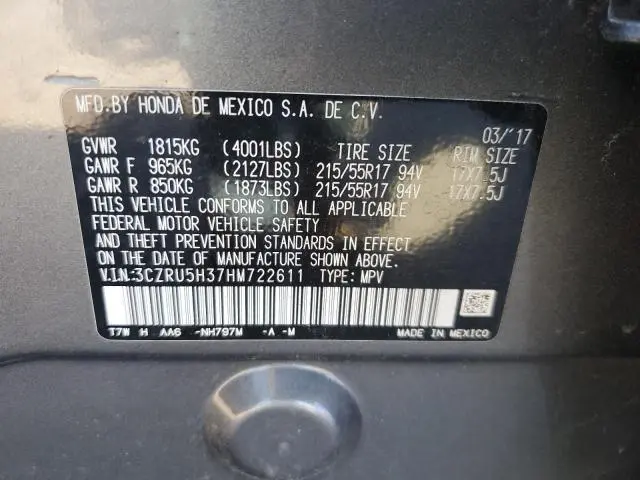 MFD.BY HONDA DE MEXICO S.A. DE C.V.
03/'17
GVWR 1815KG (4001LBS) TIRE SIZE RIM SIZE
GAWR F 965KG (2127LBS) 215/55R17 94V 17X7.5J
GAWR R 850KG (1873LBS) 215/55R17 94V 17X7.5J
THIS VEHICLE CONFORMS TO ALL APPLICABLE
FEDERAL MOTOR VEHICLE SAFETY
AND THEFT PREVENTION STANDARDS IN EFFECT
ON THE DATE OF MANUFACTURE SHOWN ABOVE.
V.I.N.:3CZRU5H37HM722611 TYPE: MPV
T7W H AA6 -NH797M -A -M MADE IN MEXICO